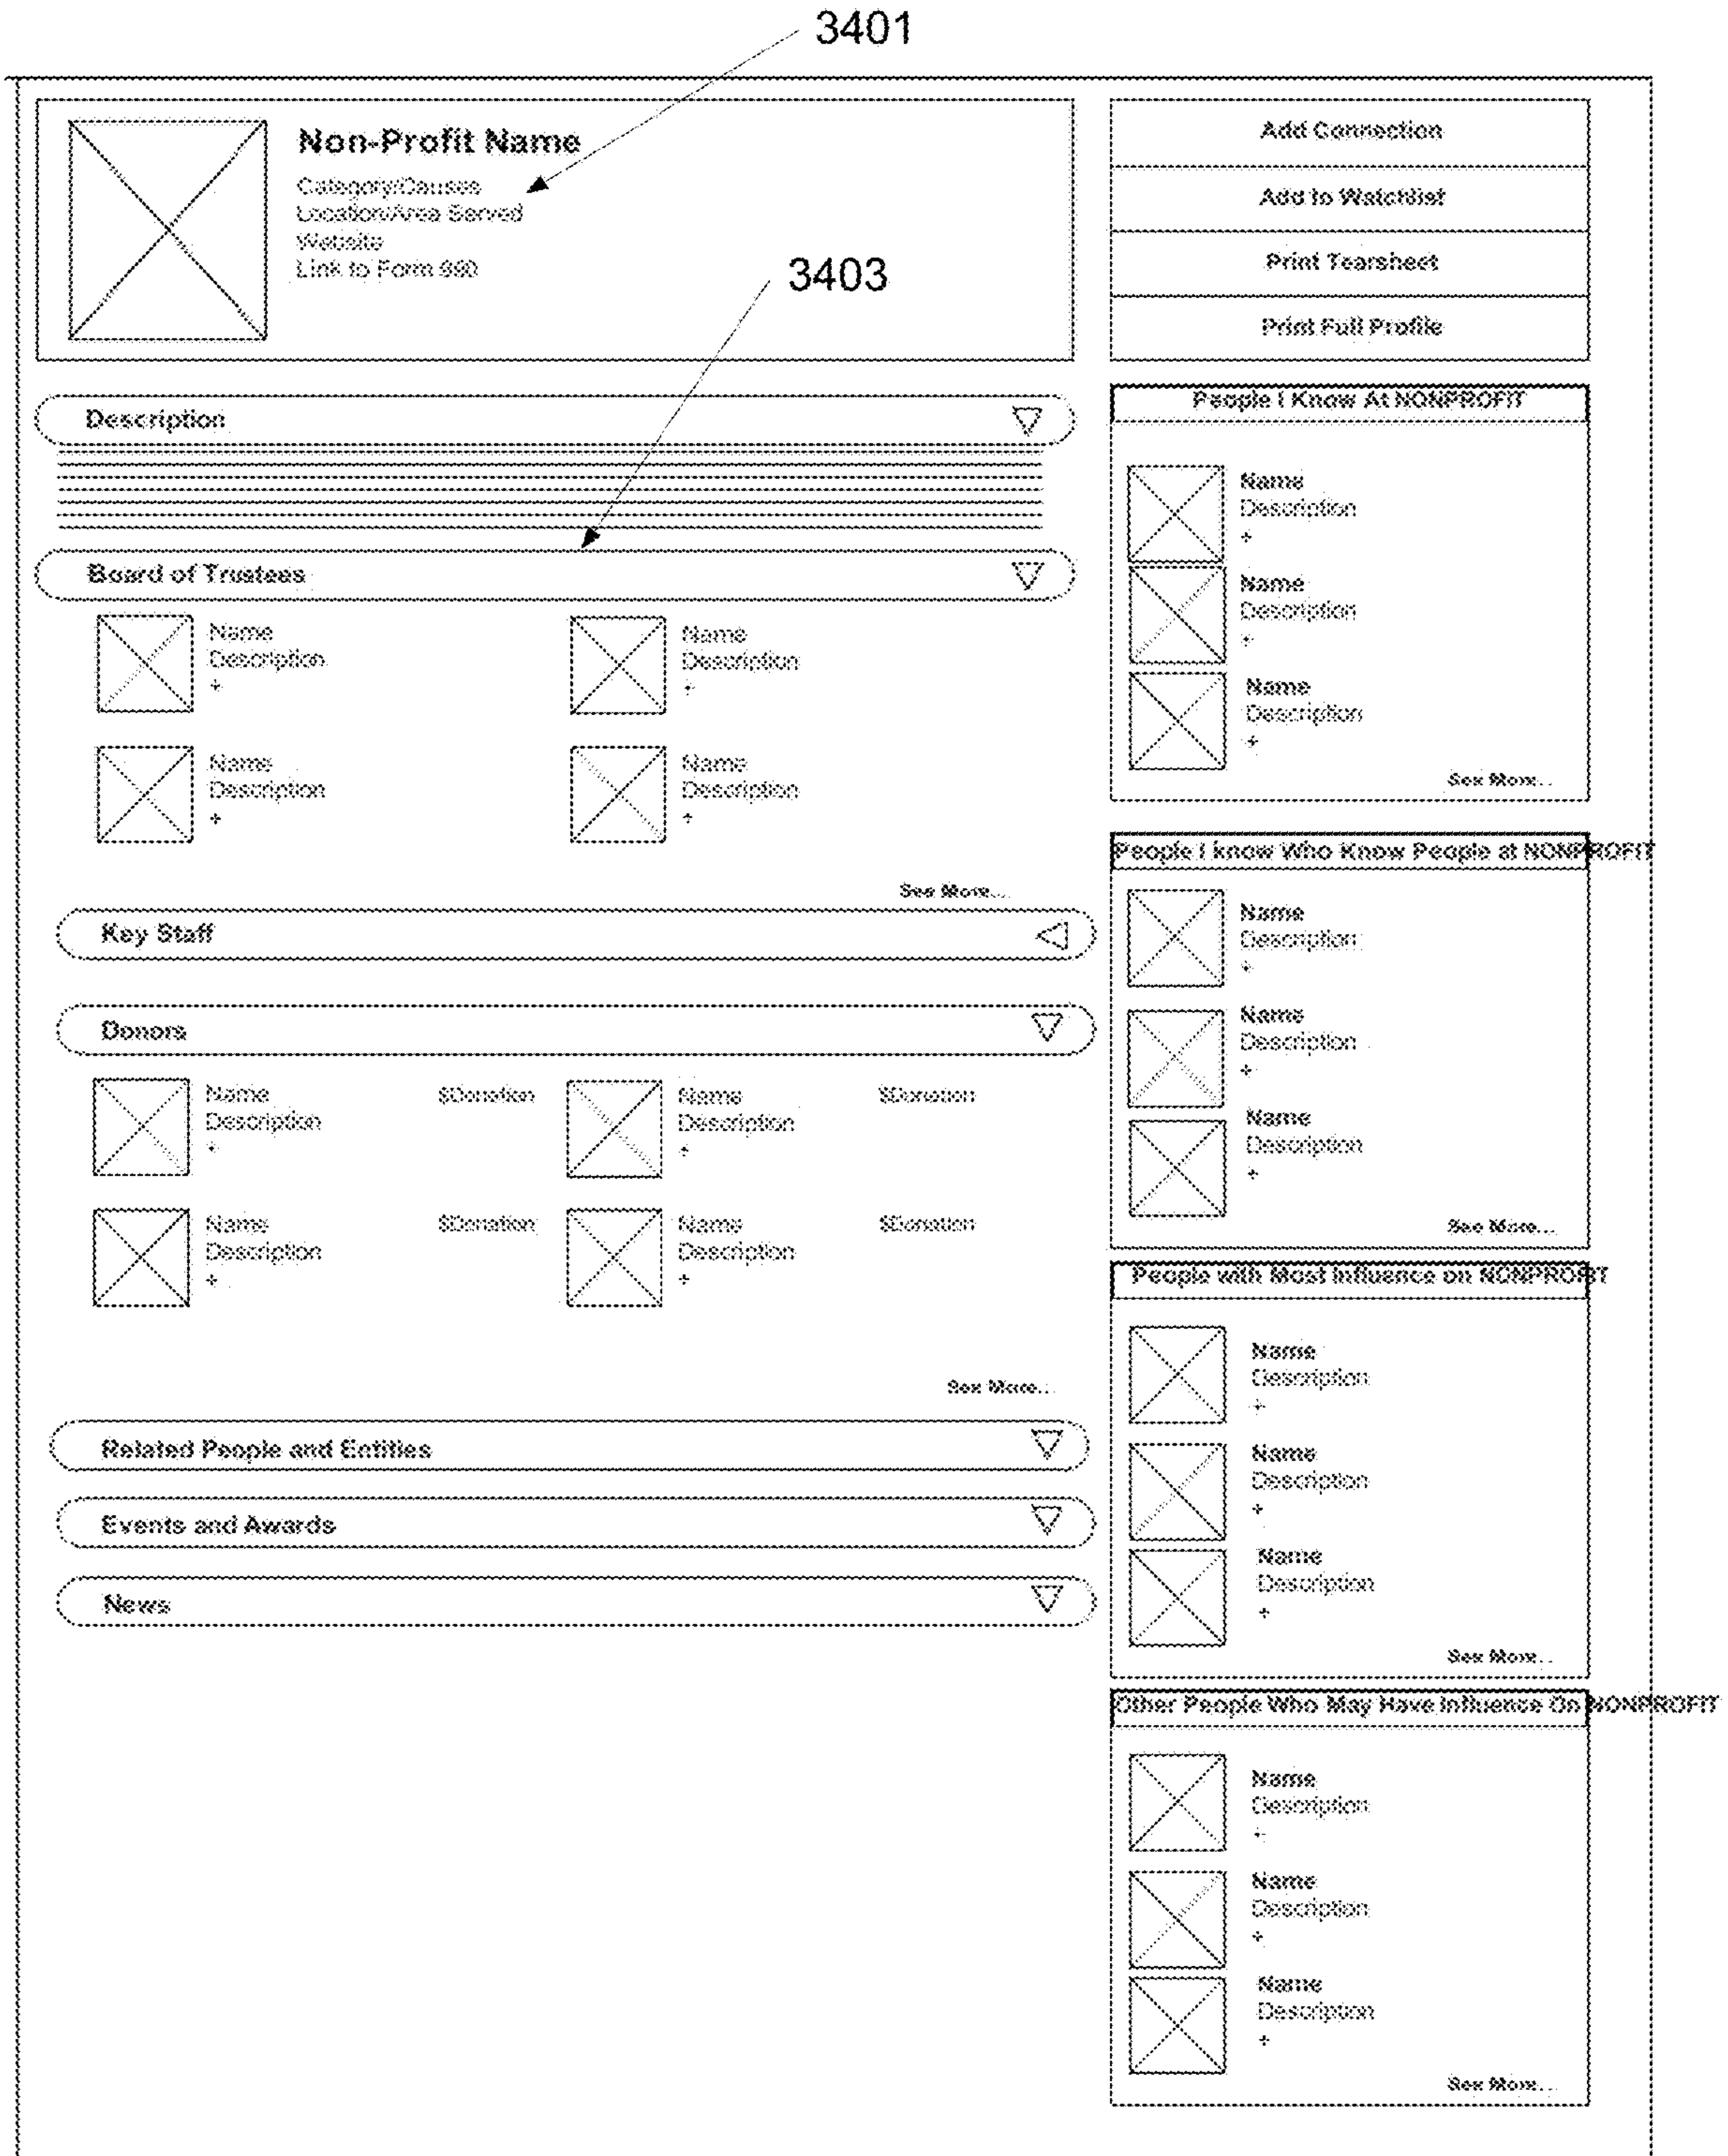 3401
Non-Profit Name
Category/Causes
Location/Area Served
Website
Link to Form 990
3403
Description
Board of Trustees
Name
Description
+
Name
Description
+
Name
Description
+
Name
Description
+
See More...
Key Staff
Donors
Name
Description
+
$Donation
Name
Description
+
$Donation
Name
Description
+
$Donation
Name
Description
+
$Donation
See More...
Related People and Entities
Events and Awards
News
Add Connection
Add to Watchlist
Print Tearsheet
Print Full Profile
People I Know At NONPROFIT
Name
Description
+
Name
Description
+
Name
Description
+
See More...
People I know Who Know People at NONPROFIT
Name
Description
+
Name
Description
+
Name
Description
+
See More...
People with Most Influence on NONPROFIT
Name
Description
+
Name
Description
+
Name
Description
+
See More...
Other People Who May Have Influence On NONPROFIT
Name
Description
+
Name
Description
+
Name
Description
+
See More...